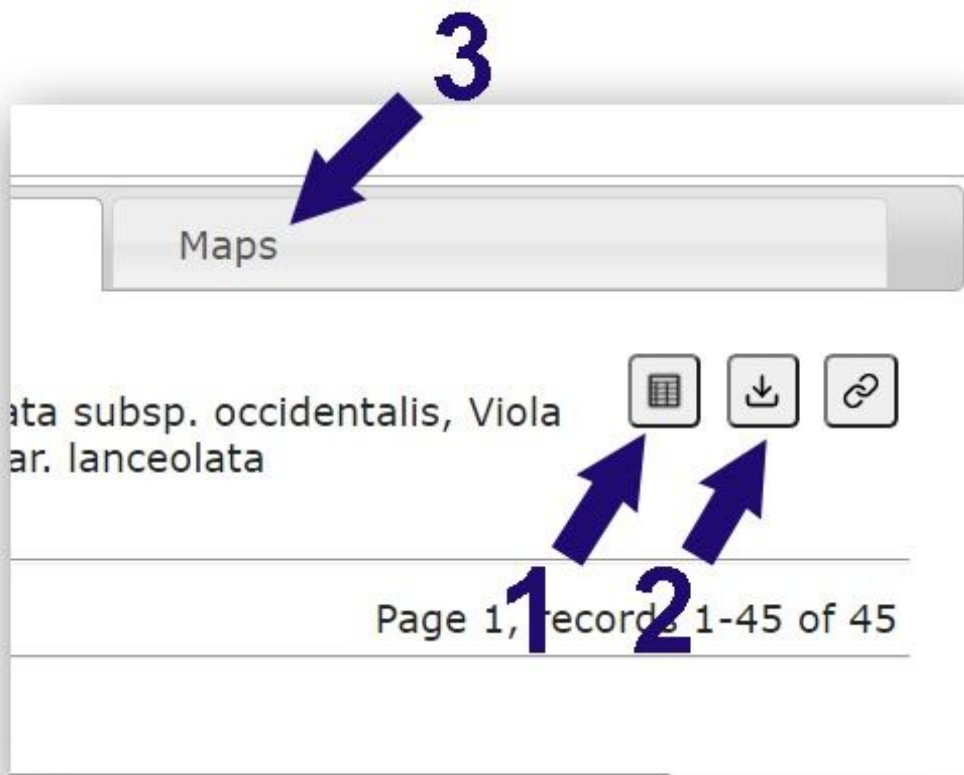 3
Maps
ata subsp. occidentalis, Viola
ar. lanceolata
Page 1, records 1-45 of 45
1 2